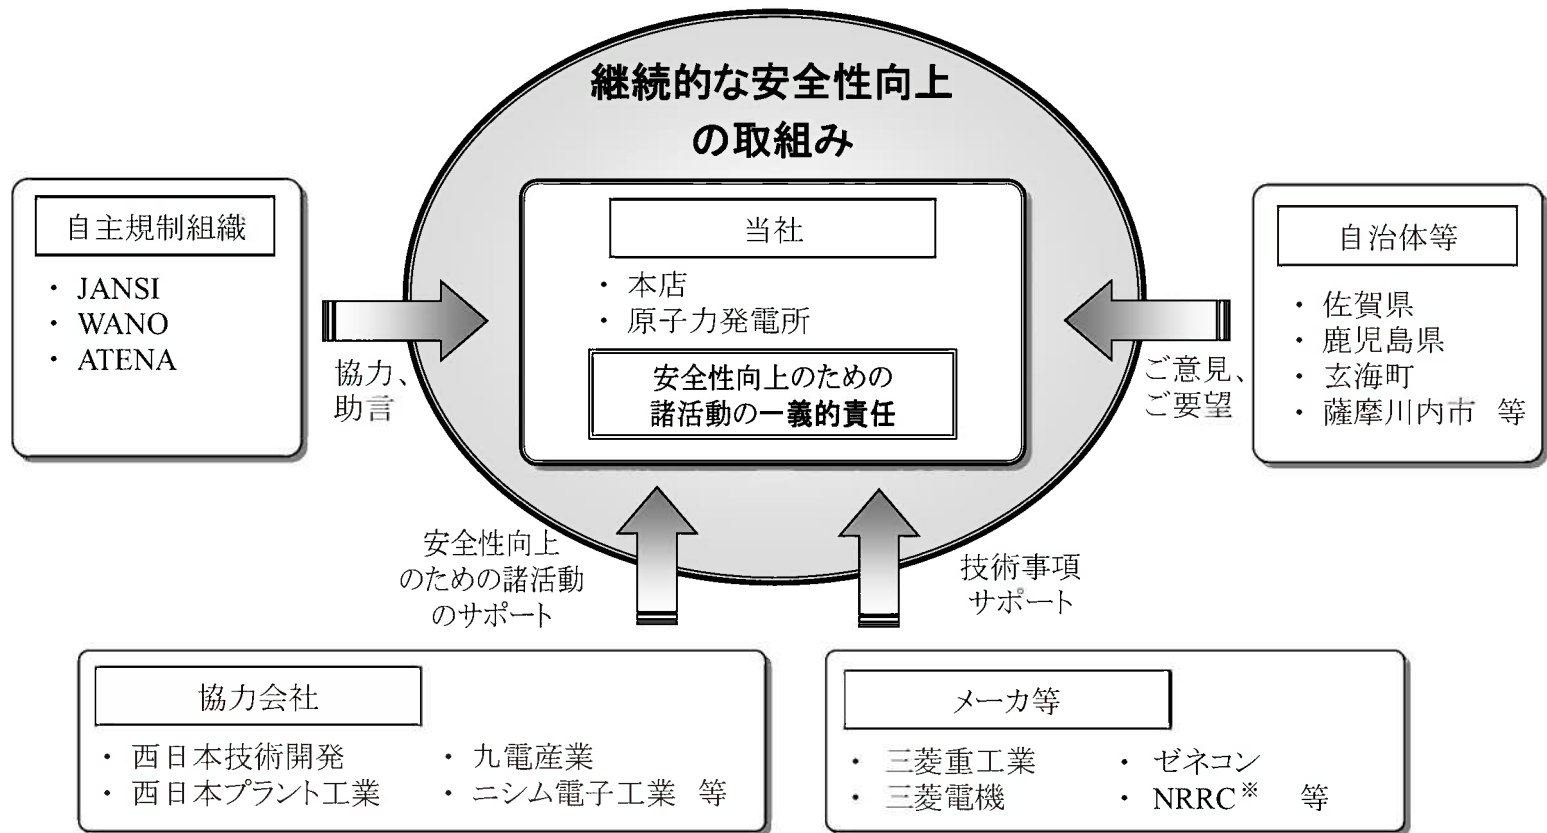 継続的な安全性向上
の取組み
自主規制組織
・ JANSI
・ WANO
・ ATENA
協力、
助言
当社
・ 本店
・ 原子力発電所
安全性向上のための
諸活動の一義的責任
自治体等
・ 佐賀県
・ 鹿児島県
・ 玄海町
・ 薩摩川内市 等
ご意見、
ご要望
安全性向上
のための諸活動
のサポート
技術事項
サポート
協力会社
・ 西日本技術開発 ・ 九電産業
・ 西日本プラント工業 ・ ニシム電子工業 等
メーカ等
・ 三菱重工業 ・ ゼネコン
・ 三菱電機 ・ NRRC※ 等